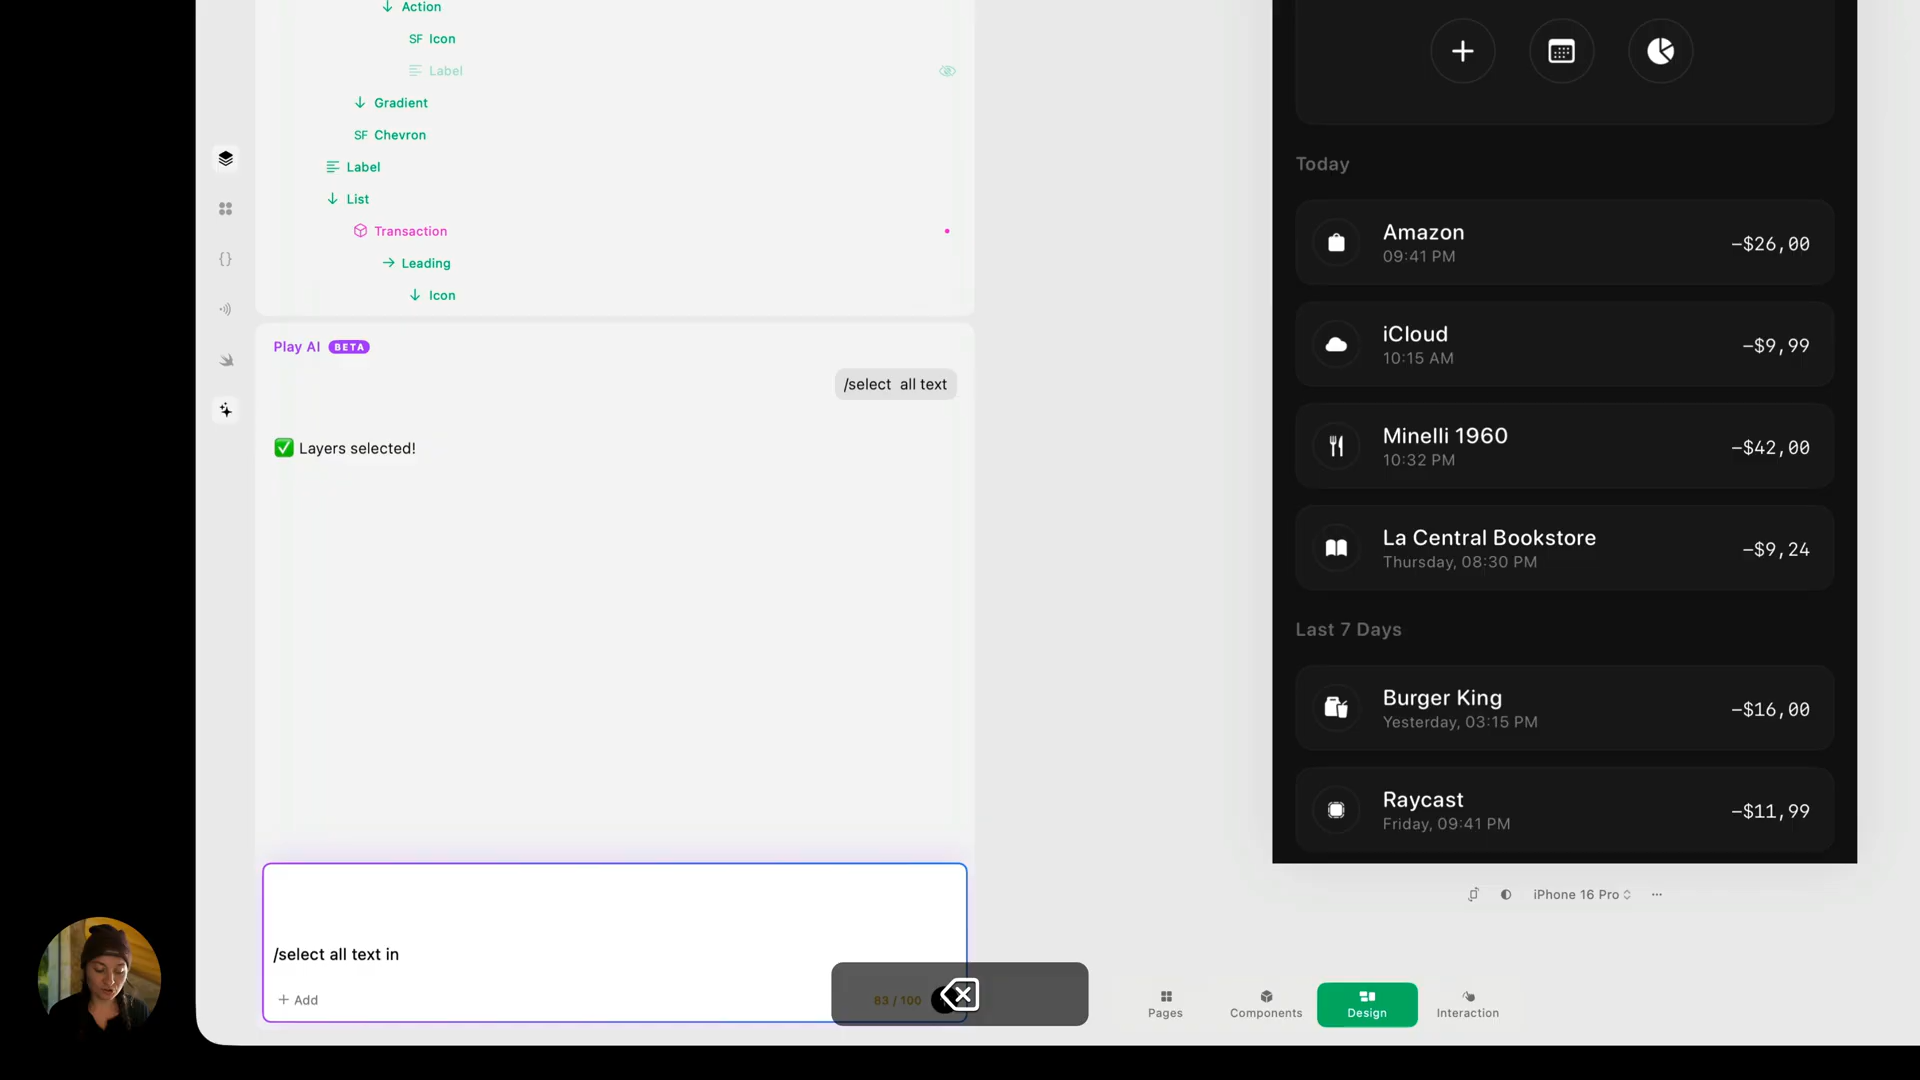 Action
SF Icon
Label
Gradient
SF Chevron
Label
List
Transaction
Leading
Icon
Play AI BETA
/select  all text
✅ Layers selected!
/select all text in
+ Add
83 / 100
Today
Amazon
09:41 PM
−$26,00
iCloud
10:15 AM
−$9,99
Minelli 1960
10:32 PM
−$42,00
La Central Bookstore
Thursday, 08:30 PM
−$9,24
Last 7 Days
Burger King
Yesterday, 03:15 PM
−$16,00
Raycast
Friday, 09:41 PM
−$11,99
iPhone 16 Pro
Pages
Components
Design
Interaction